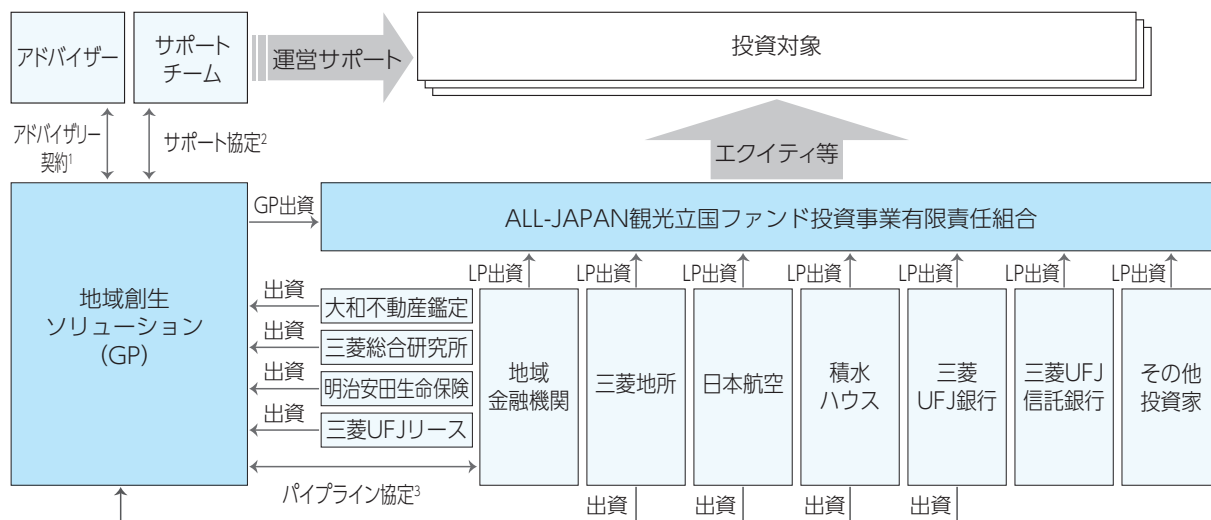 アドバイザー
サポート
チーム
運営サポート
投資対象
アドバイザリー
契約1
サポート協定2
エクイティ等
GP出資
ALL-JAPAN観光立国ファンド投資事業有限責任組合
LP出資
LP出資
LP出資
LP出資
LP出資
LP出資
LP出資
地域創生
ソリューション
(GP)
出資
大和不動産鑑定
出資
三菱総合研究所
出資
明治安田生命保険
出資
三菱UFJリース
地域
金融機関
三菱地所
日本航空
積水
ハウス
三菱
UFJ銀行
三菱UFJ
信託銀行
その他
投資家
パイプライン協定3
出資
出資
出資
出資